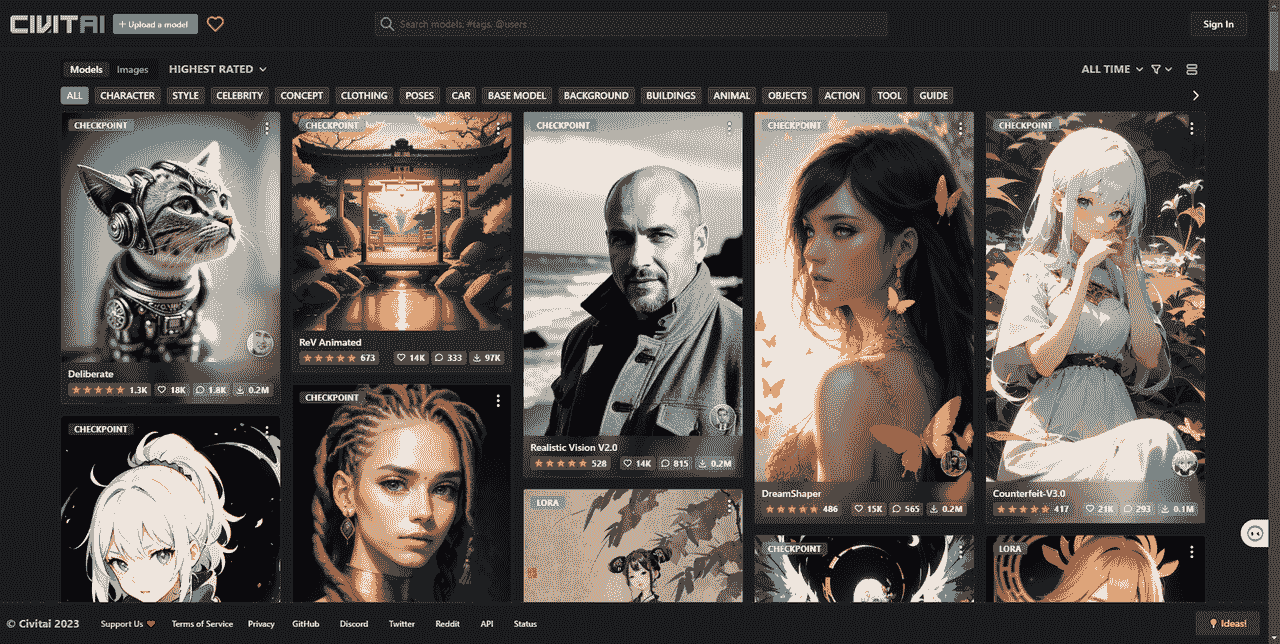 CIVITAI
+ Upload a model
Search models, #tags, @users
Sign In
Models Images HIGHEST RATED
ALL TIME
ALL CHARACTER STYLE CELEBRITY CONCEPT CLOTHING POSES CAR BASE MODEL BACKGROUND BUILDINGS ANIMAL OBJECTS ACTION TOOL GUIDE
CHECKPOINT
Deliberate
1.3K 18K 1.8K 0.2M
CHECKPOINT
ReV Animated
673 14K 333 97K
CHECKPOINT
Realistic Vision V2.0
528 14K 815 0.2M
CHECKPOINT
DreamShaper
486 15K 565 0.2M
CHECKPOINT
Counterfeit-V3.0
417 21K 293 0.1M
CHECKPOINT
CHECKPOINT
LORA
CHECKPOINT
LORA
© Civitai 2023 Support Us Terms of Service Privacy GitHub Discord Twitter Reddit API Status
Ideas!